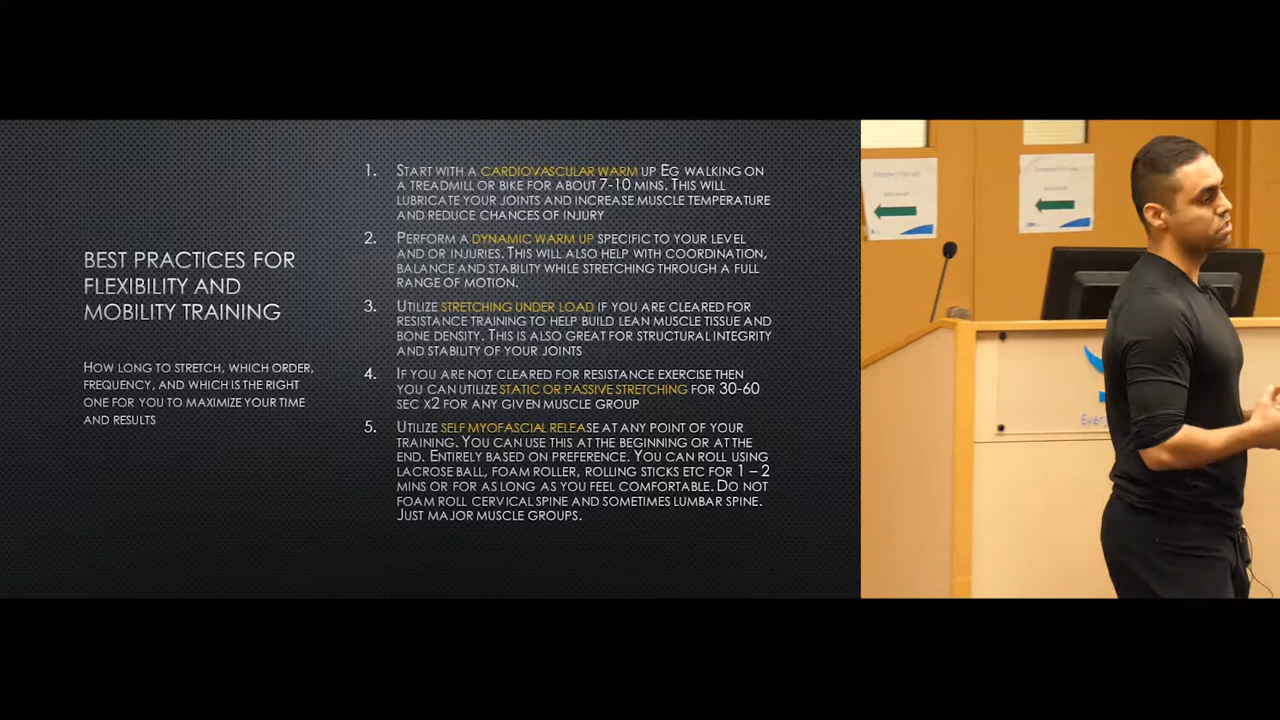 BEST PRACTICES FOR
FLEXIBILITY AND
MOBILITY TRAINING
HOW LONG TO STRETCH, WHICH ORDER,
FREQUENCY, AND WHICH IS THE RIGHT
ONE FOR YOU TO MAXIMIZE YOUR TIME
AND RESULTS
1. START WITH A CARDIOVASCULAR WARM UP EG WALKING ON
A TREADMILL OR BIKE FOR ABOUT 7-10 MINS. THIS WILL
LUBRICATE YOUR JOINTS AND INCREASE MUSCLE TEMPERATURE
AND REDUCE CHANCES OF INJURY
2. PERFORM A DYNAMIC WARM UP SPECIFIC TO YOUR LEVEL
AND OR INJURIES. THIS WILL ALSO HELP WITH COORDINATION,
BALANCE AND STABILITY WHILE STRETCHING THROUGH A FULL
RANGE OF MOTION.
3. UTILIZE STRETCHING UNDER LOAD IF YOU ARE CLEARED FOR
RESISTANCE TRAINING TO HELP BUILD LEAN MUSCLE TISSUE AND
BONE DENSITY. THIS IS ALSO GREAT FOR STRUCTURAL INTEGRITY
AND STABILITY OF YOUR JOINTS
4. IF YOU ARE NOT CLEARED FOR RESISTANCE EXERCISE THEN
YOU CAN UTILIZE STATIC OR PASSIVE STRETCHING FOR 30-60
SEC X2 FOR ANY GIVEN MUSCLE GROUP
5. UTILIZE SELF MYOFASCIAL RELEASE AT ANY POINT OF YOUR
TRAINING. YOU CAN USE THIS AT THE BEGINNING OR AT THE
END. ENTIRELY BASED ON PREFERENCE. YOU CAN ROLL USING
LACROSE BALL, FOAM ROLLER, ROLLING STICKS ETC FOR 1 – 2
MINS OR FOR AS LONG AS YOU FEEL COMFORTABLE. DO NOT
FOAM ROLL CERVICAL SPINE AND SOMETIMES LUMBAR SPINE.
JUST MAJOR MUSCLE GROUPS.